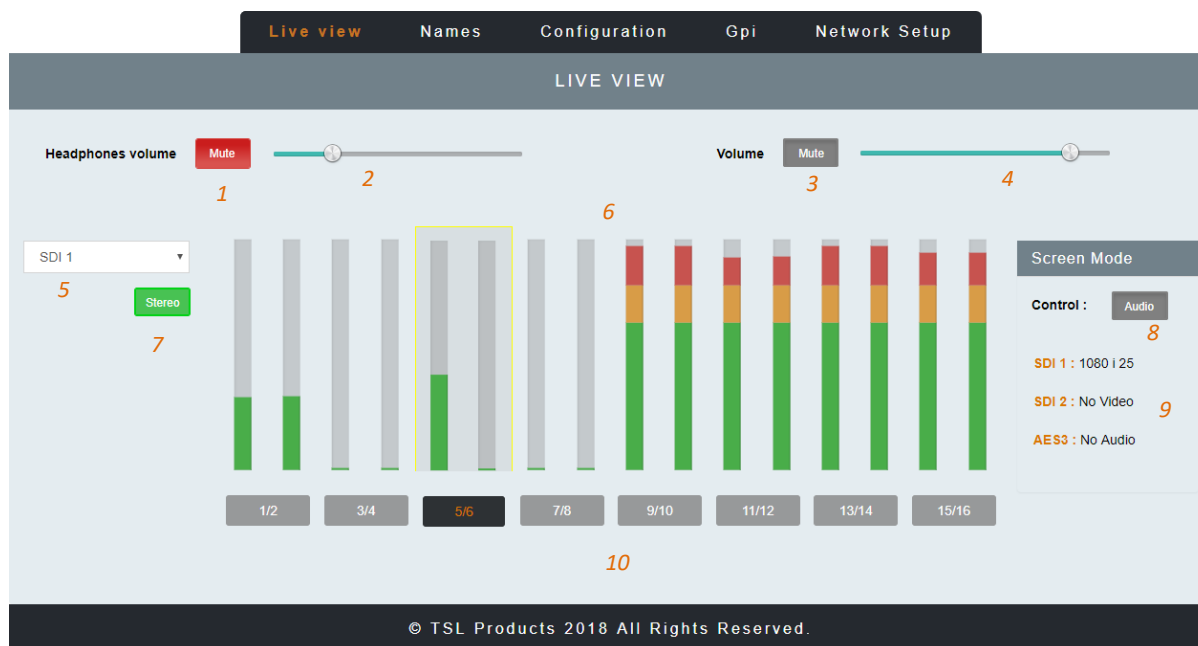 Live view Names Configuration Gpi Network Setup
LIVE VIEW
Headphones volume Mute Volume Mute
1 2 3 4
6
SDI 1
5
Stereo
7
Screen Mode
Control : Audio
8
SDI 1 : 1080 i 25
SDI 2 : No Video
9
AES3 : No Audio
1/2 3/4 5/6 7/8 9/10 11/12 13/14 15/16
10
© TSL Products 2018 All Rights Reserved.